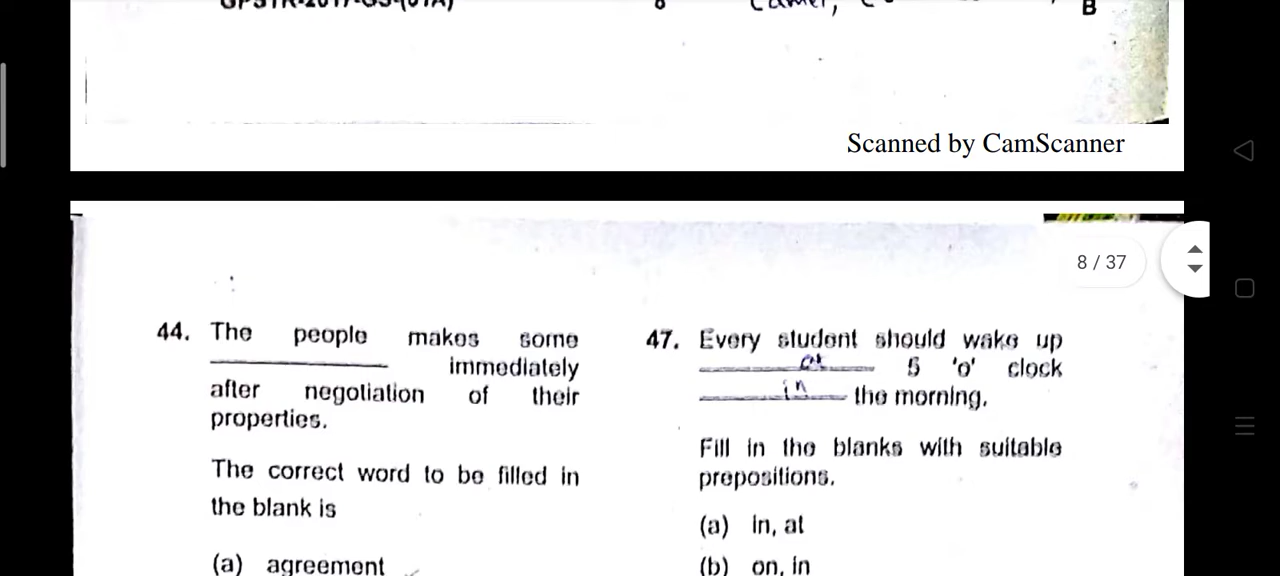 B
Scanned by CamScanner
8 / 37
44. The people makes some
____________ immediately
after negotiation of their
properties.
The correct word to be filled in
the blank is
(a) agreement
47. Every student should wake up
at 5 'o' clock
in the morning.
Fill in the blanks with suitable
prepositions.
(a) in, at
(b) on, in